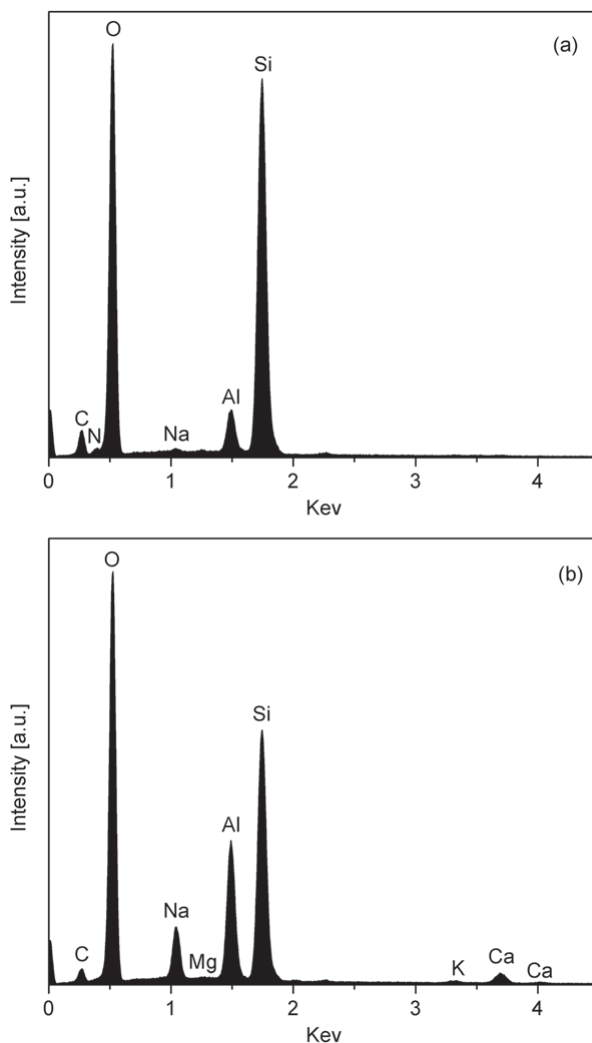 (a)
O
Si
Al
C
N
Na
Intensity [a.u.]
0 1 2 3 4
Kev
(b)
O
Si
Al
Na
C
Mg
K
Ca
Ca
Intensity [a.u.]
0 1 2 3 4
Kev